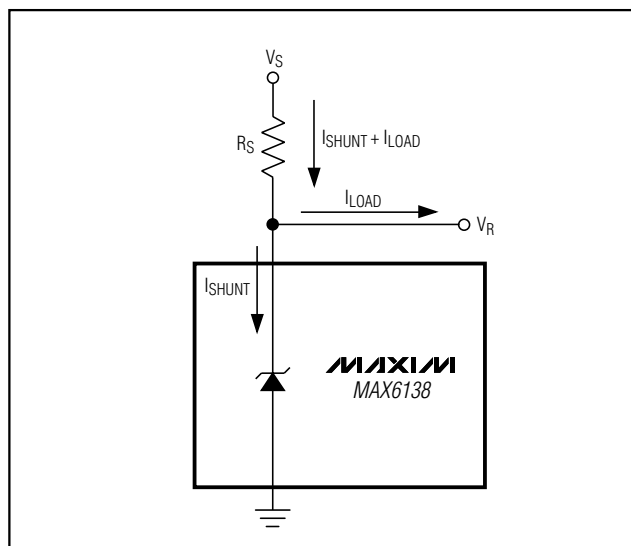 VS
RS
ISHUNT + ILOAD
ILOAD
VR
ISHUNT
MAXIM
MAX6138